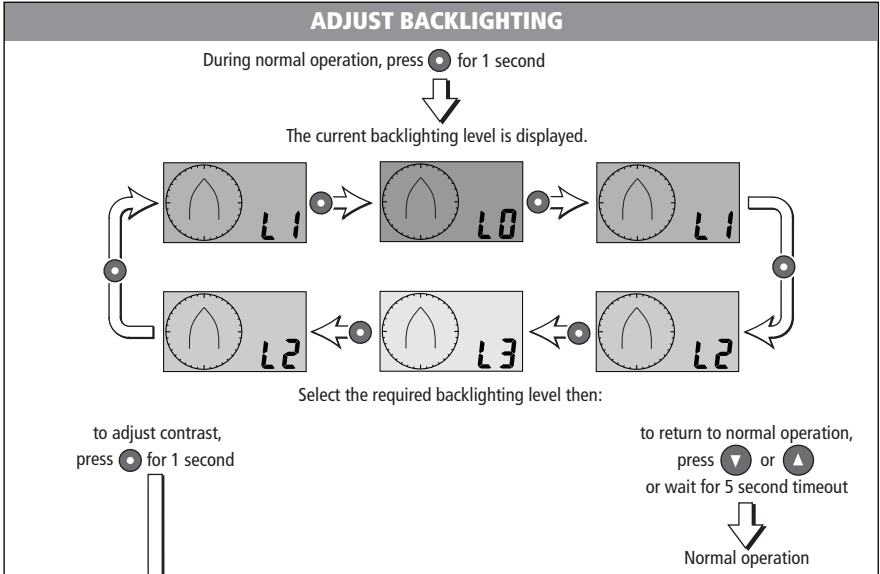 ADJUST BACKLIGHTING
During normal operation, press for 1 second
The current backlighting level is displayed.
L1 L0 L1
L2 L3 L2
Select the required backlighting level then:
to adjust contrast,
press for 1 second
to return to normal operation,
press or
or wait for 5 second timeout
Normal operation